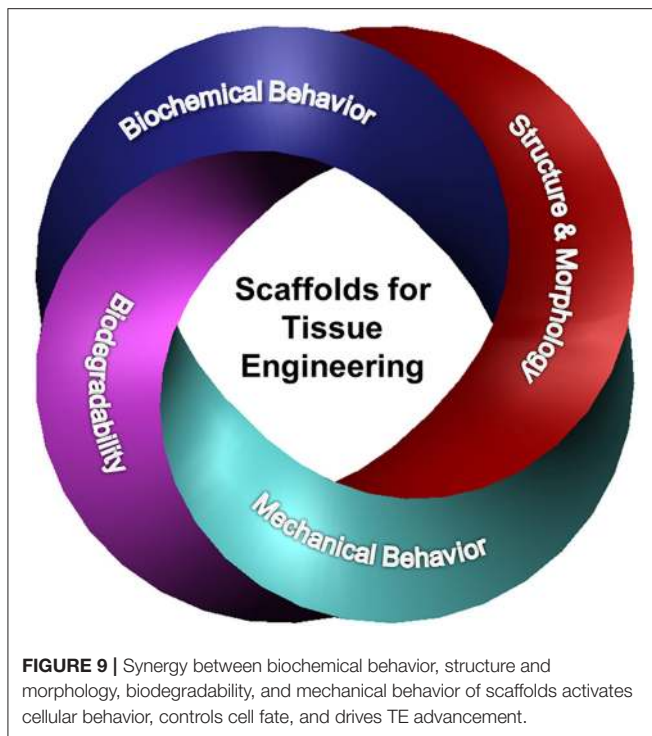 Biochemical Behavior
Structure & Morphology
Scaffolds for
Tissue
Engineering
Biodegradability
Mechanical Behavior
FIGURE 9 | Synergy between biochemical behavior, structure and
morphology, biodegradability, and mechanical behavior of scaffolds activates
cellular behavior, controls cell fate, and drives TE advancement.